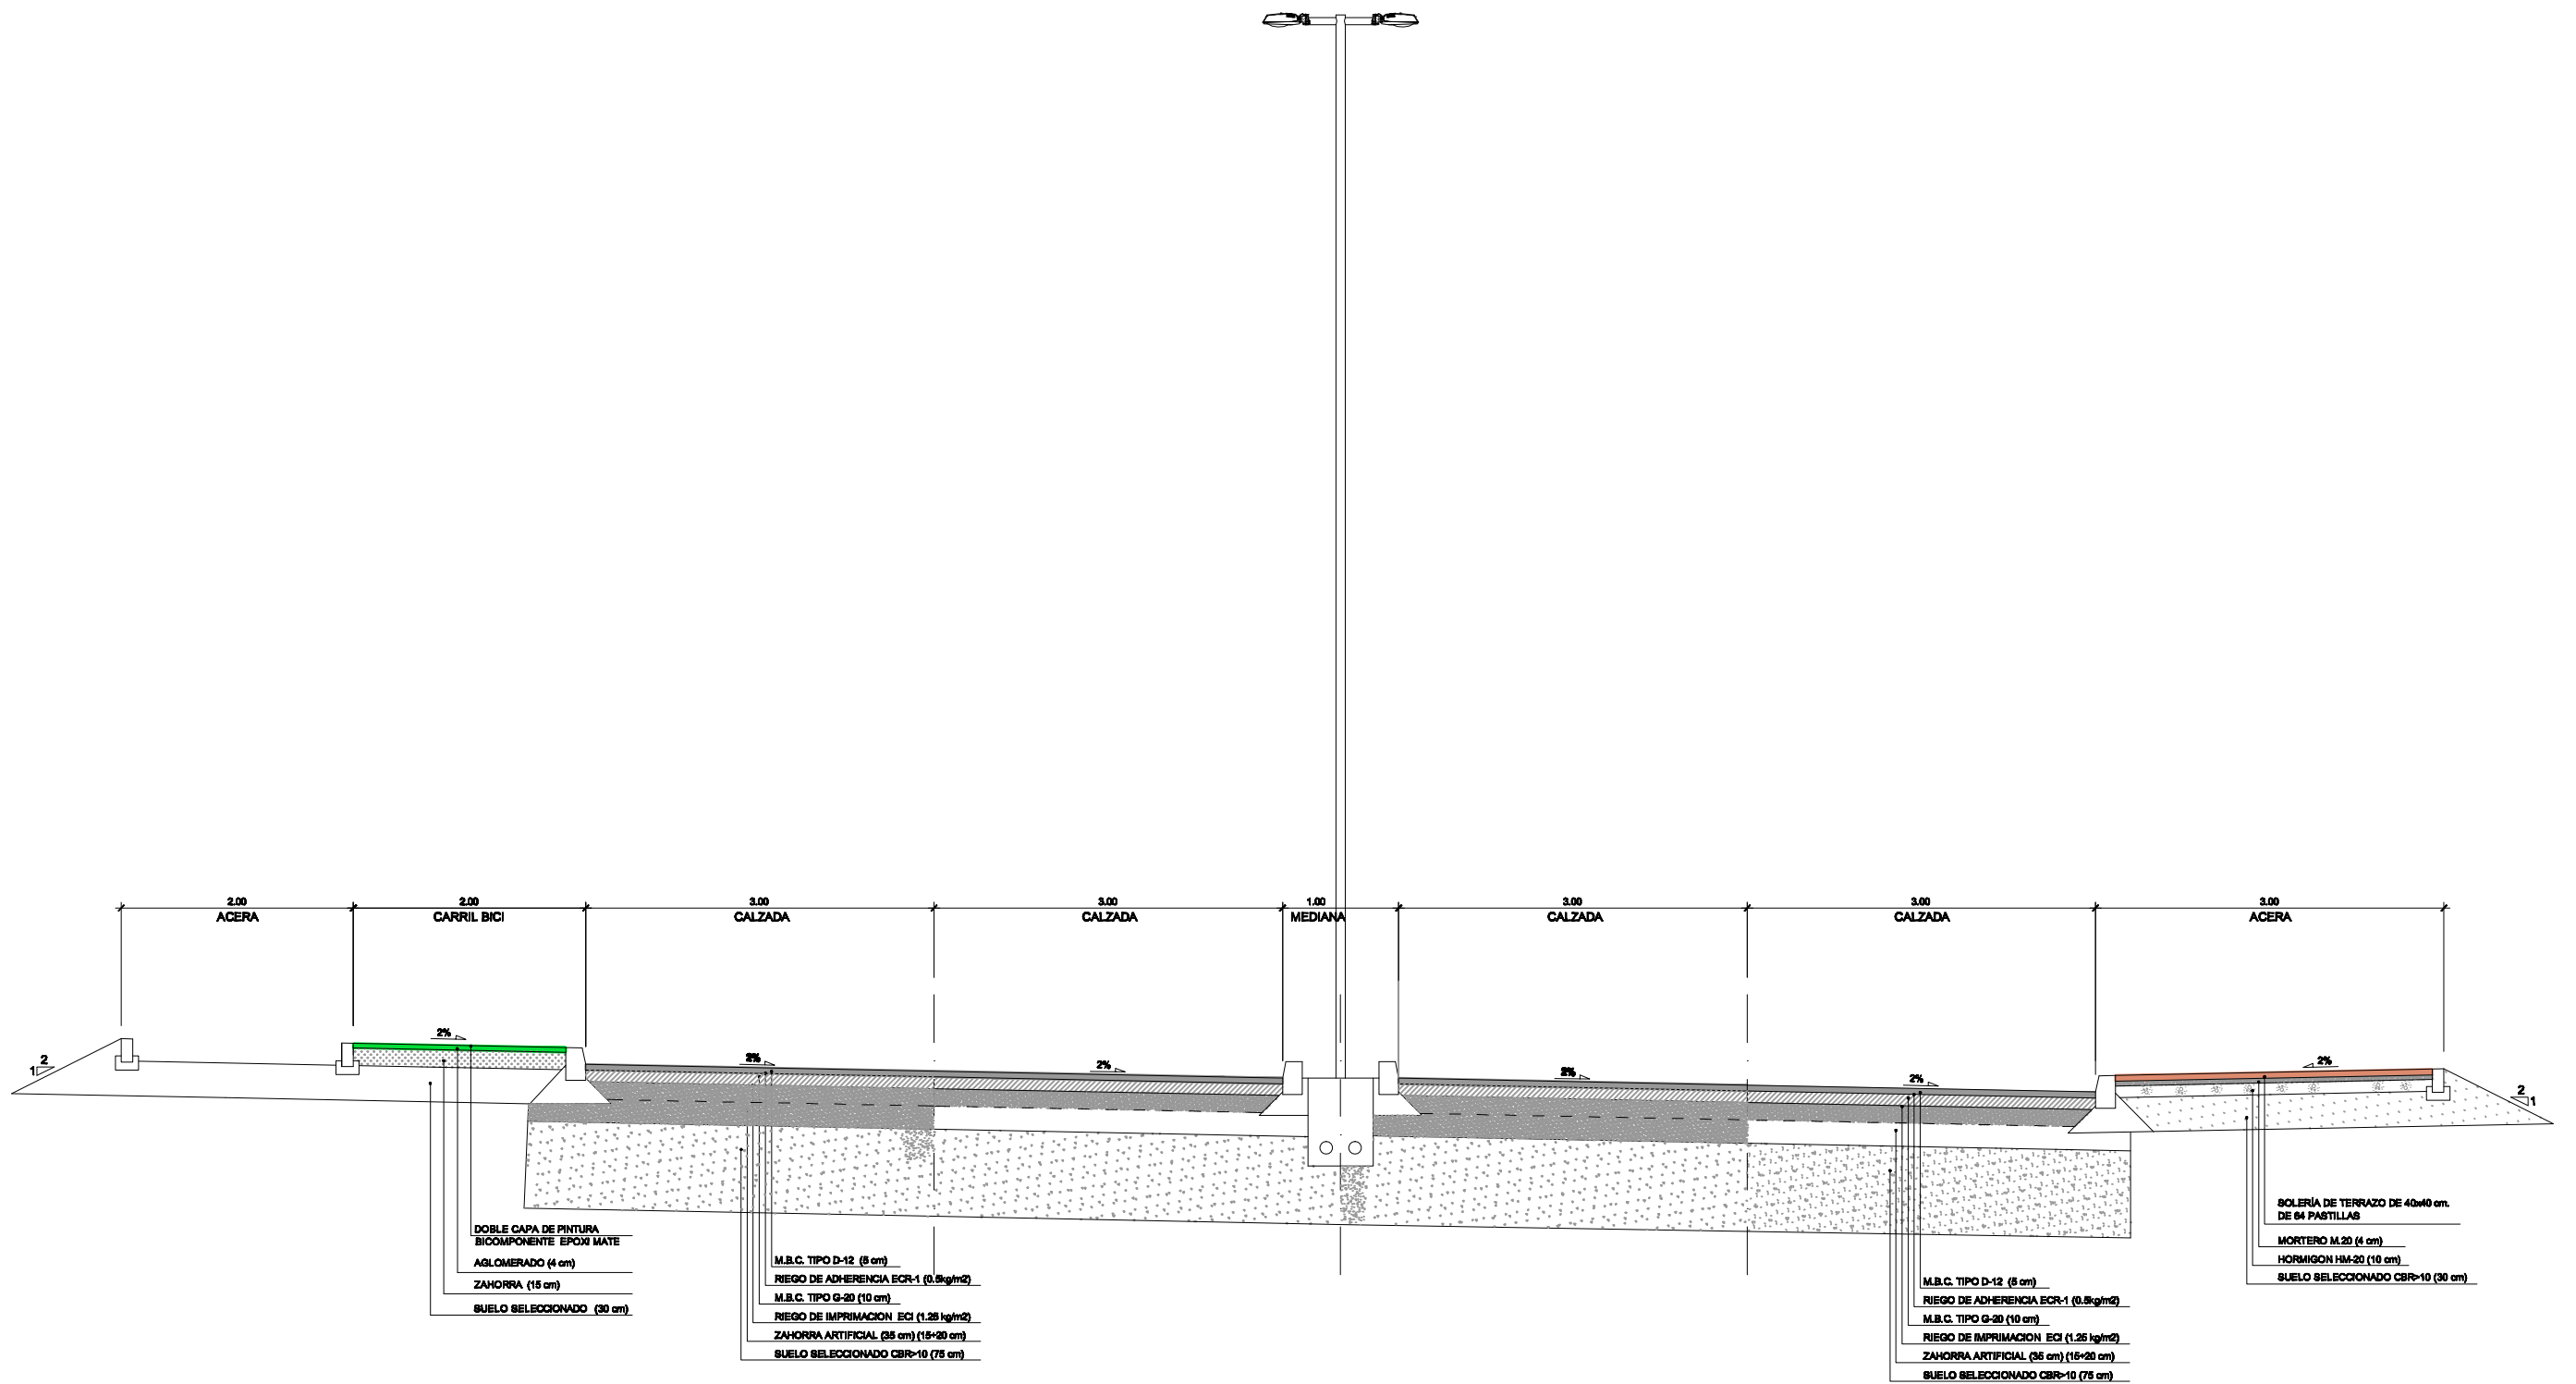 2.00 2.00 3.00 3.00 1.00 3.00 3.00 3.00
ACERA CARRIL BICI CALZADA CALZADA MEDIANA CALZADA CALZADA ACERA
2%
2%
2%
2%
2%
2%
2
1
2
1
DOBLE CAPA DE PINTURA
BICOMPONENTE EPOXI MATE
AGLOMERADO (4 cm)
ZAHORRA (15 cm)
SUELO SELECCIONADO (30 cm)
M.B.C. TIPO D-12 (5 cm)
RIEGO DE ADHERENCIA ECR-1 (0.5kg/m2)
M.B.C. TIPO G-20 (10 cm)
RIEGO DE IMPRIMACION ECI (1.25 kg/m2)
ZAHORRA ARTIFICIAL (35 cm) (15+20 cm)
SUELO SELECCIONADO CBR>10 (75 cm)
M.B.C. TIPO D-12 (5 cm)
RIEGO DE ADHERENCIA ECR-1 (0.5kg/m2)
M.B.C. TIPO G-20 (10 cm)
RIEGO DE IMPRIMACION ECI (1.25 kg/m2)
ZAHORRA ARTIFICIAL (35 cm) (15+20 cm)
SUELO SELECCIONADO CBR>10 (75 cm)
SOLERÍA DE TERRAZO DE 40x40 cm.
DE 64 PASTILLAS
MORTERO M.20 (4 cm)
HORMIGON HM-20 (10 cm)
SUELO SELECCIONADO CBR>10 (30 cm)